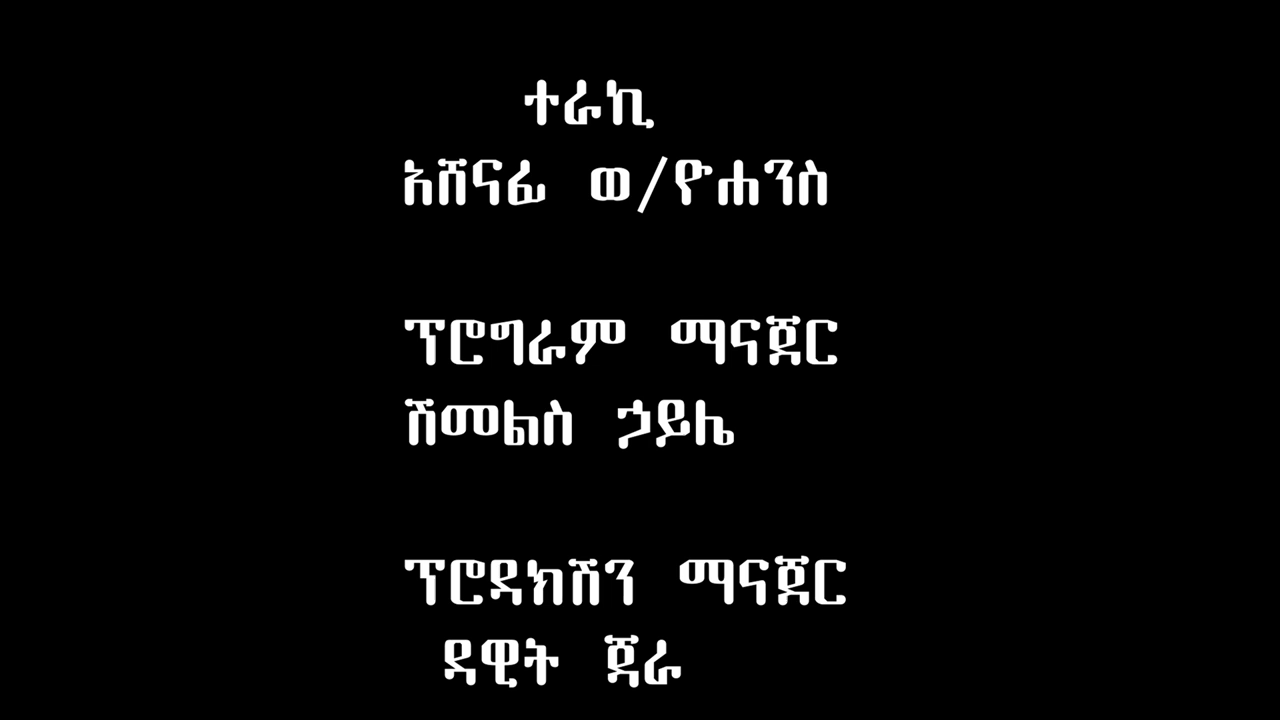 ተራኪ
አሸናፊ ወ/ዮሐንስ
ፕሮግራም ማናጀር
ሽመልስ ኃይሌ
ፕሮዳክሽን ማናጀር
ዳዊት ጃራ